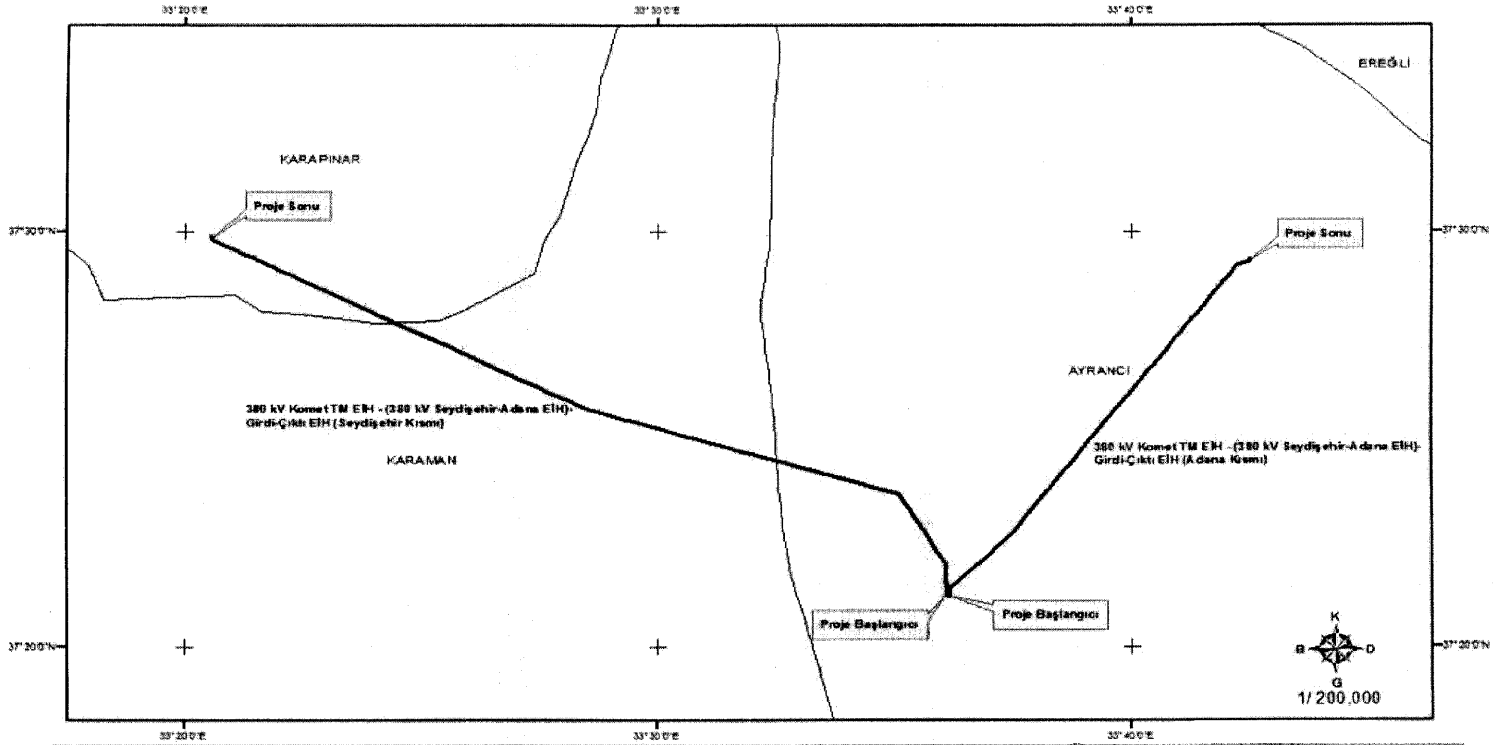 33°20'0"E 33°30'0"E 33°40'0"E
EREĞLİ
KARAPINAR
Proje Sonu
37°30'0"N 37°30'0"N
Proje Sonu
AYRANCI
380 kV Komet TM EİH - (380 kV Seydişehir-Adana EİH)-
Girdi-Çıktı EİH (Seydişehir Kısmı)
380 kV Komet TM EİH - (380 kV Seydişehir-Adana EİH)-
Girdi-Çıktı EİH (Adana Kısmı)
KARAMAN
Proje Başlangıcı
Proje Başlangıcı
K
B D
G
37°20'0"N 37°20'0"N
1/200,000
33°20'0"E 33°30'0"E 33°40'0"E